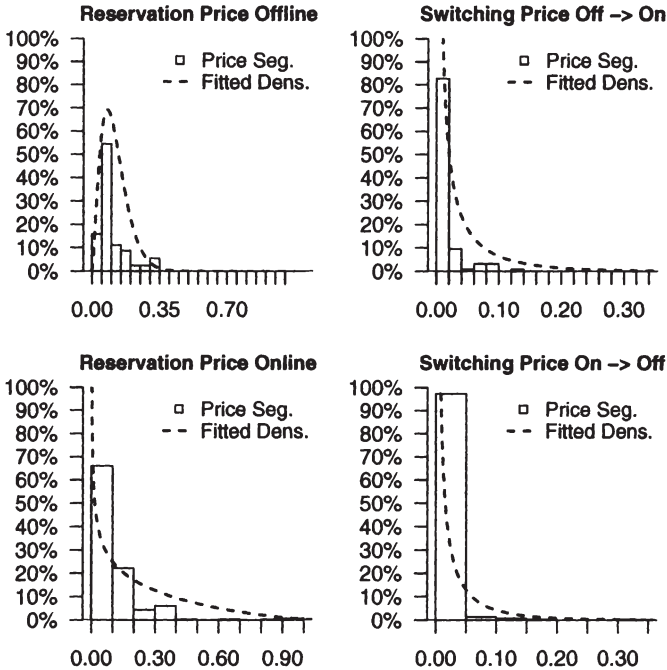 Reservation Price Offline
100%
90%
80%
70%
60%
50%
40%
30%
20%
10%
0%
Price Seg.
Fitted Dens.
0.00 0.35 0.70
Switching Price Off –> On
100%
90%
80%
70%
60%
50%
40%
30%
20%
10%
0%
Price Seg.
Fitted Dens.
0.00 0.10 0.20 0.30
Reservation Price Online
100%
90%
80%
70%
60%
50%
40%
30%
20%
10%
0%
Price Seg.
Fitted Dens.
0.00 0.30 0.60 0.90
Switching Price On –> Off
100%
90%
80%
70%
60%
50%
40%
30%
20%
10%
0%
Price Seg.
Fitted Dens.
0.00 0.10 0.20 0.30